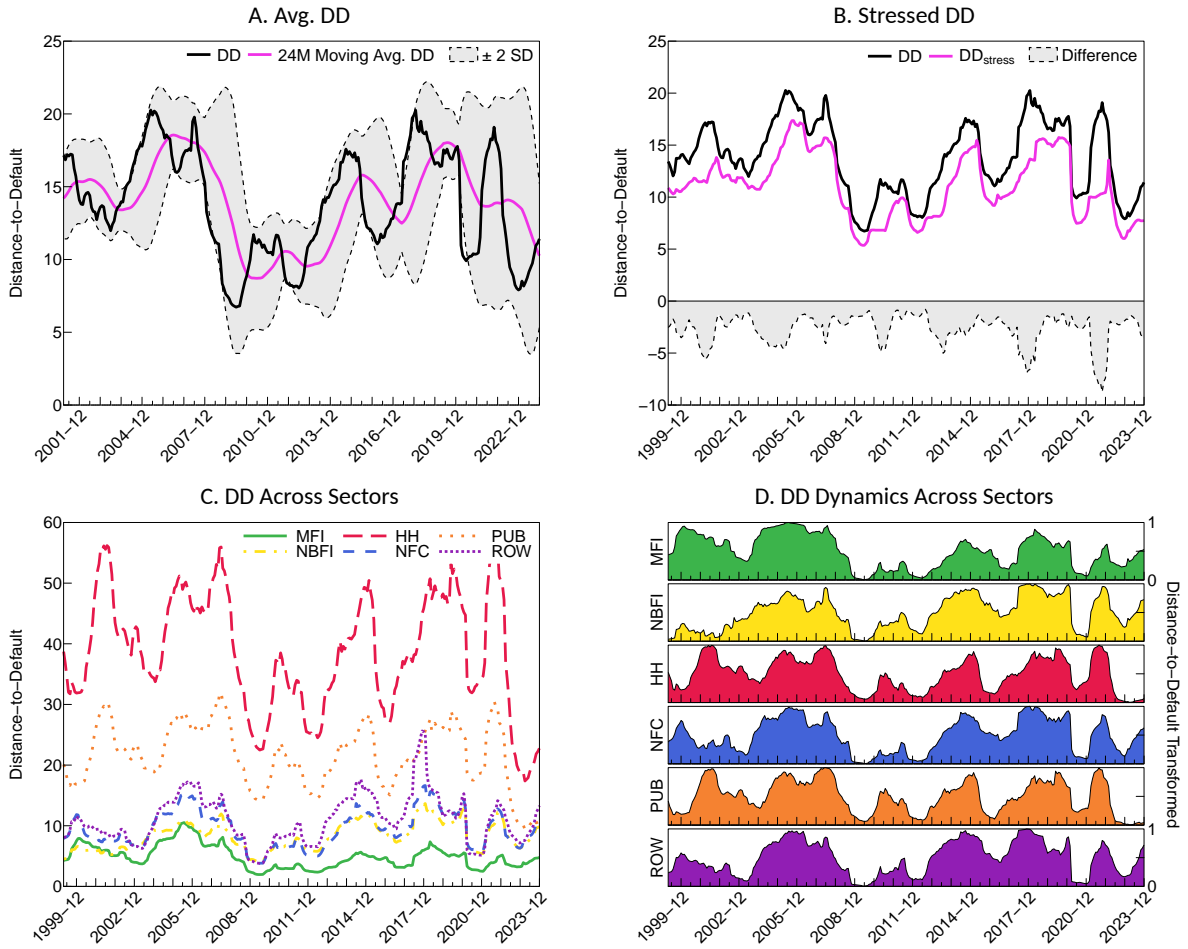 A. Avg. DD
DD 24M Moving Avg. DD ± 2 SD
Distance−to−Default
25
20
15
10
5
0
2001−12 2004−12 2007−12 2010−12 2013−12 2016−12 2019−12 2022−12
B. Stressed DD
DD DDstress Difference
Distance−to−Default
25
20
15
10
5
0
−5
−10
1999−12 2002−12 2005−12 2008−12 2011−12 2014−12 2017−12 2020−12 2023−12
C. DD Across Sectors
MFI HH PUB
NBFI NFC ROW
Distance−to−Default
60
50
40
30
20
10
0
1999−12 2002−12 2005−12 2008−12 2011−12 2014−12 2017−12 2020−12 2023−12
D. DD Dynamics Across Sectors
MFI
NBFI
HH
NFC
PUB
ROW
1
0
1
0
Distance−to−Default Transformed
1999−12 2002−12 2005−12 2008−12 2011−12 2014−12 2017−12 2020−12 2023−12